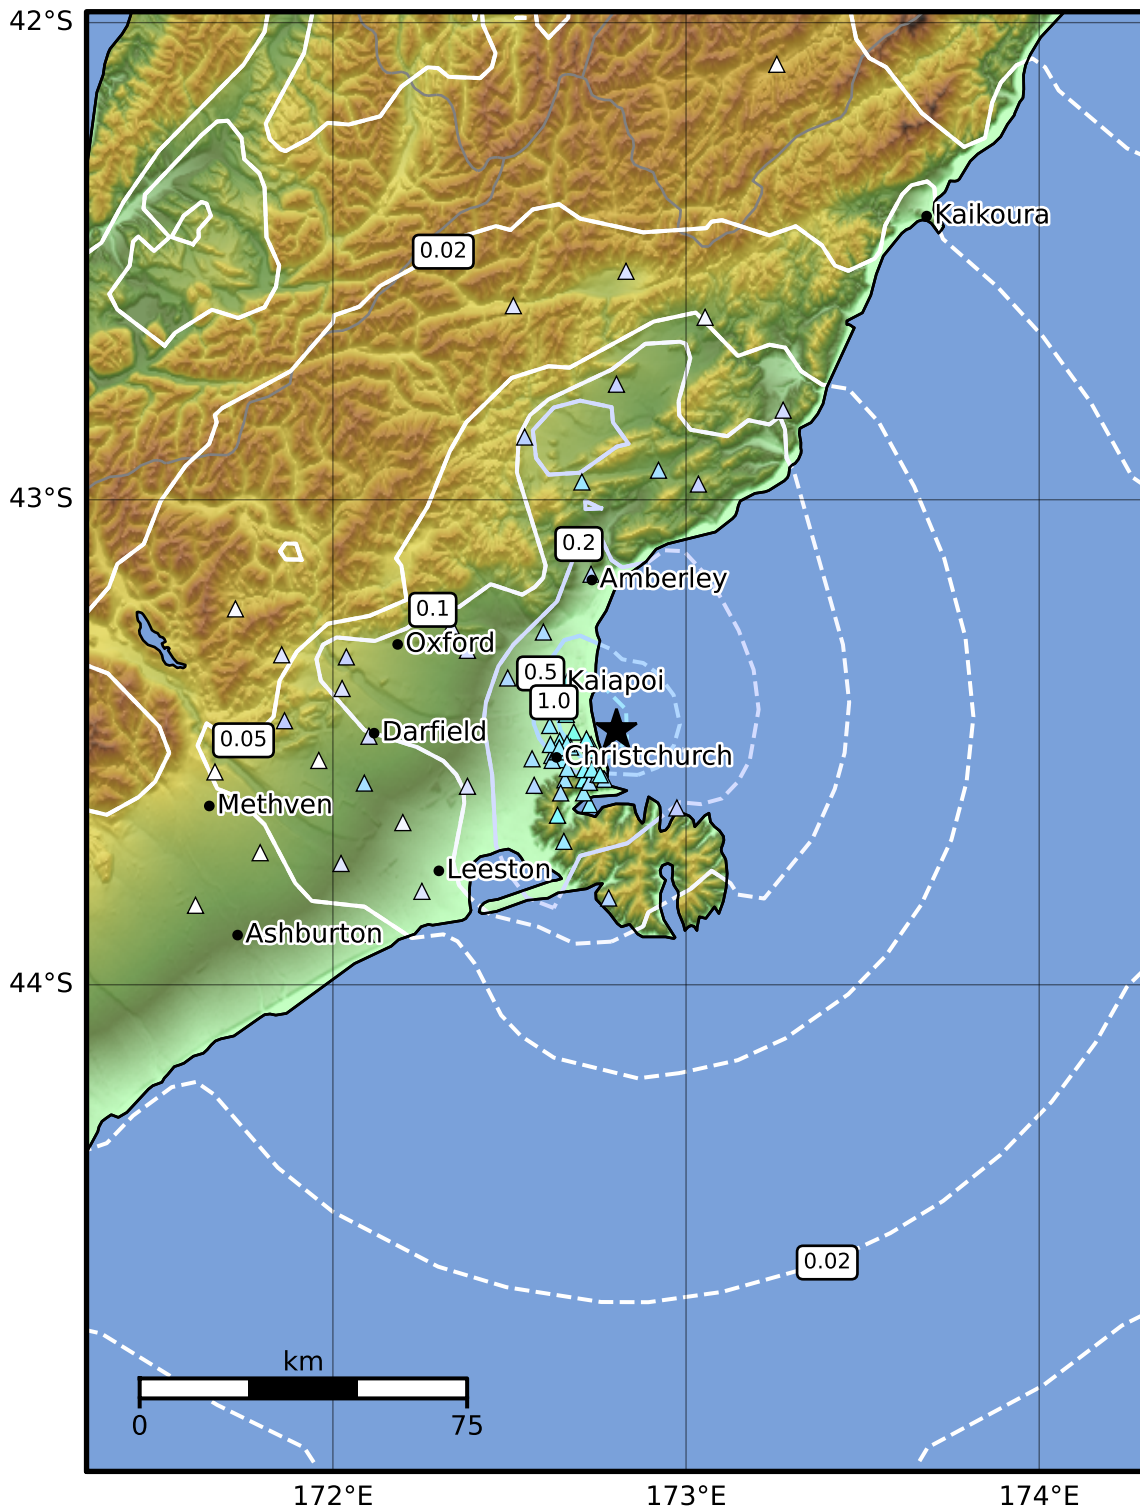 42°S
Kaikoura
0.02
43°S
0.2
Amberley
0.1
Oxford
0.5
Kaiapoi
1.0
0.05
Darfield
Christchurch
Methven
Leeston
Ashburton
44°S
0.02
km
0
75
172°E
173°E
174°E